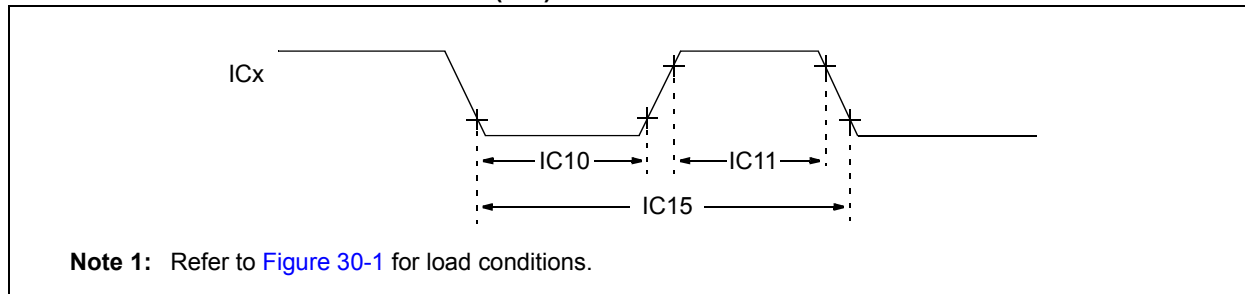 ICx
IC10
IC11
IC15
Note 1: Refer to Figure 30-1 for load conditions.